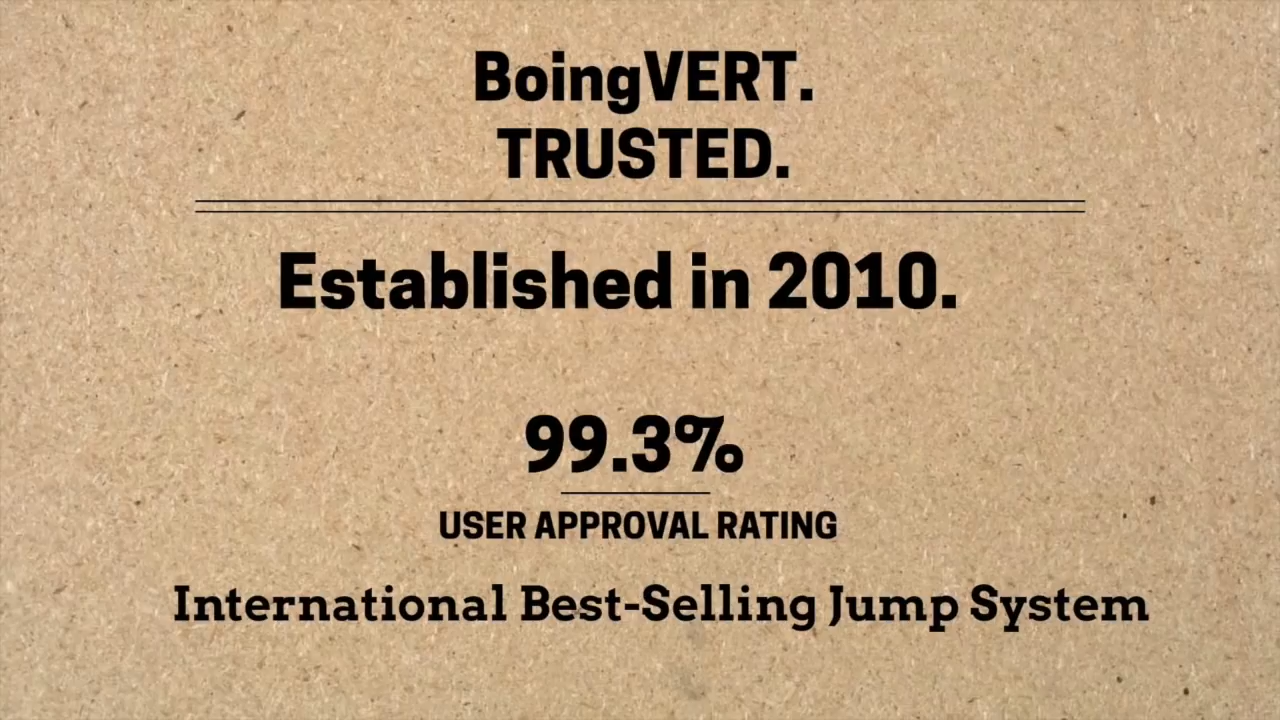 BoingVERT.
TRUSTED.
Established in 2010.
99.3%
USER APPROVAL RATING
International Best-Selling Jump System